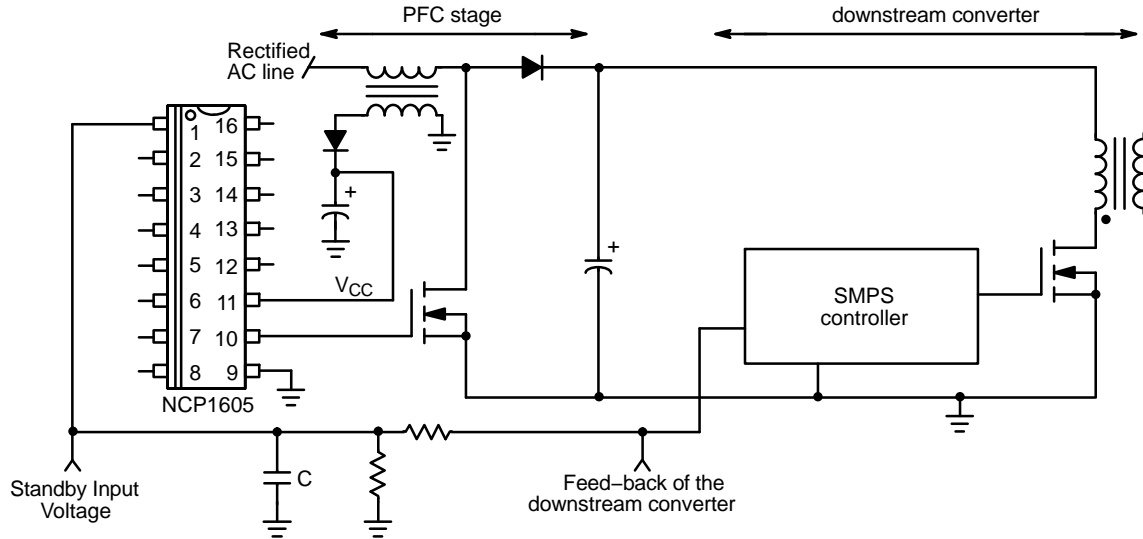 PFC stage
downstream converter
Rectified
AC line
1 16
2 15
3 14
4 13
5 12
6 11
7 10
8 9
NCP1605
+
VCC
+
SMPS
controller
C
Standby Input
Voltage
Feed−back of the
downstream converter